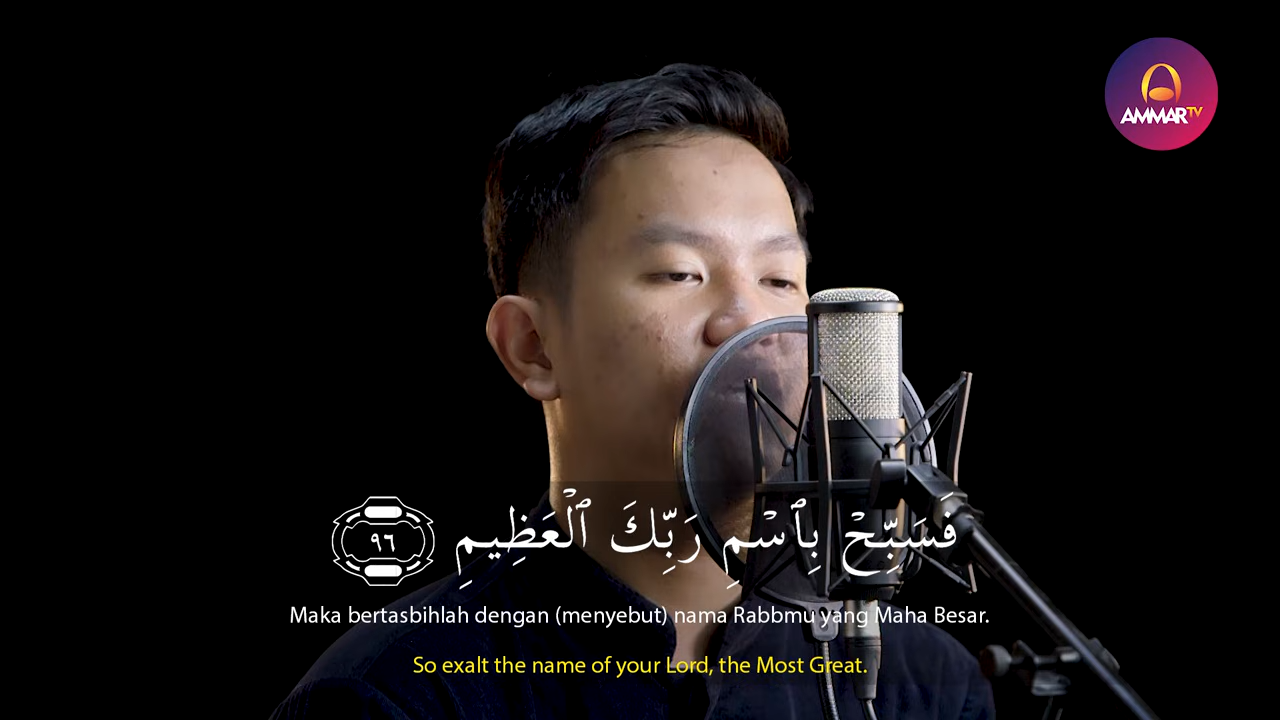 AMMARTV
فَسَبِّحْ بِٱسْمِ رَبِّكَ ٱلْعَظِيمِ ٩٦
Maka bertasbihlah dengan (menyebut) nama Rabbmu yang Maha Besar.
So exalt the name of your Lord, the Most Great.